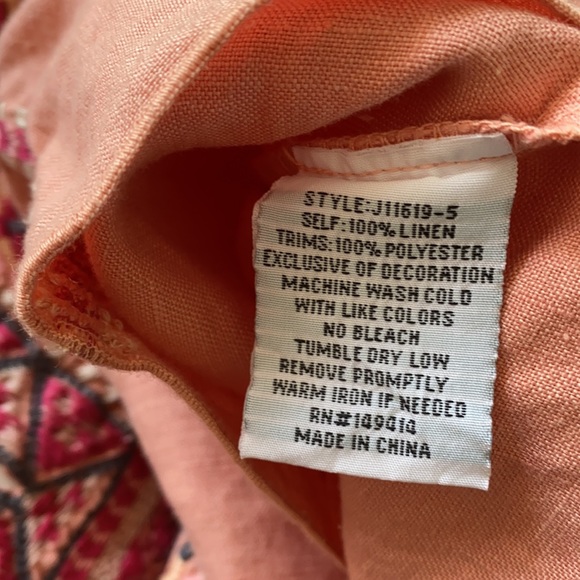 STYLE:J11619-5
SELF:100% LINEN
TRIMS:100% POLYESTER
EXCLUSIVE OF DECORATION
MACHINE WASH COLD
WITH LIKE COLORS
NO BLEACH
TUMBLE DRY LOW
REMOVE PROMPTLY
WARM IRON IF NEEDED
RN#149414
MADE IN CHINA